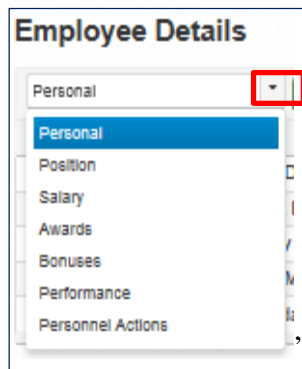 Employee Details
Personal
Personal
Position
Salary
Awards
Bonuses
Performance
Personnel Actions
,